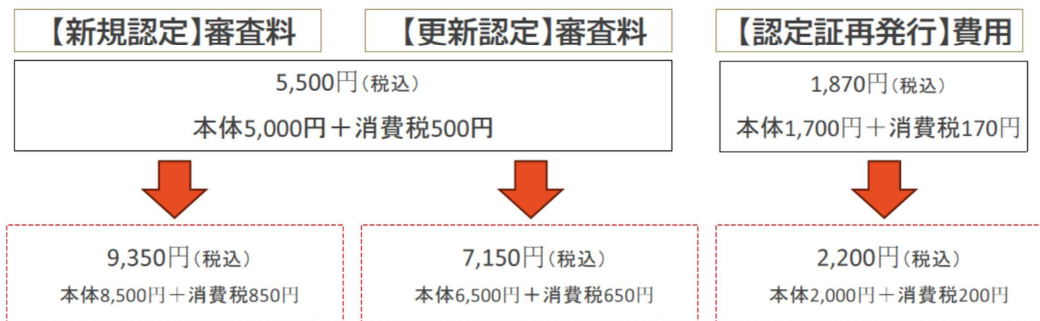 【新規認定】審査料
【更新認定】審査料
【認定証再発行】費用
5,500円(税込)
本体5,000円＋消費税500円
1,870円(税込)
本体1,700円＋消費税170円
9,350円(税込)
本体8,500円＋消費税850円
7,150円(税込)
本体6,500円＋消費税650円
2,200円(税込)
本体2,000円＋消費税200円